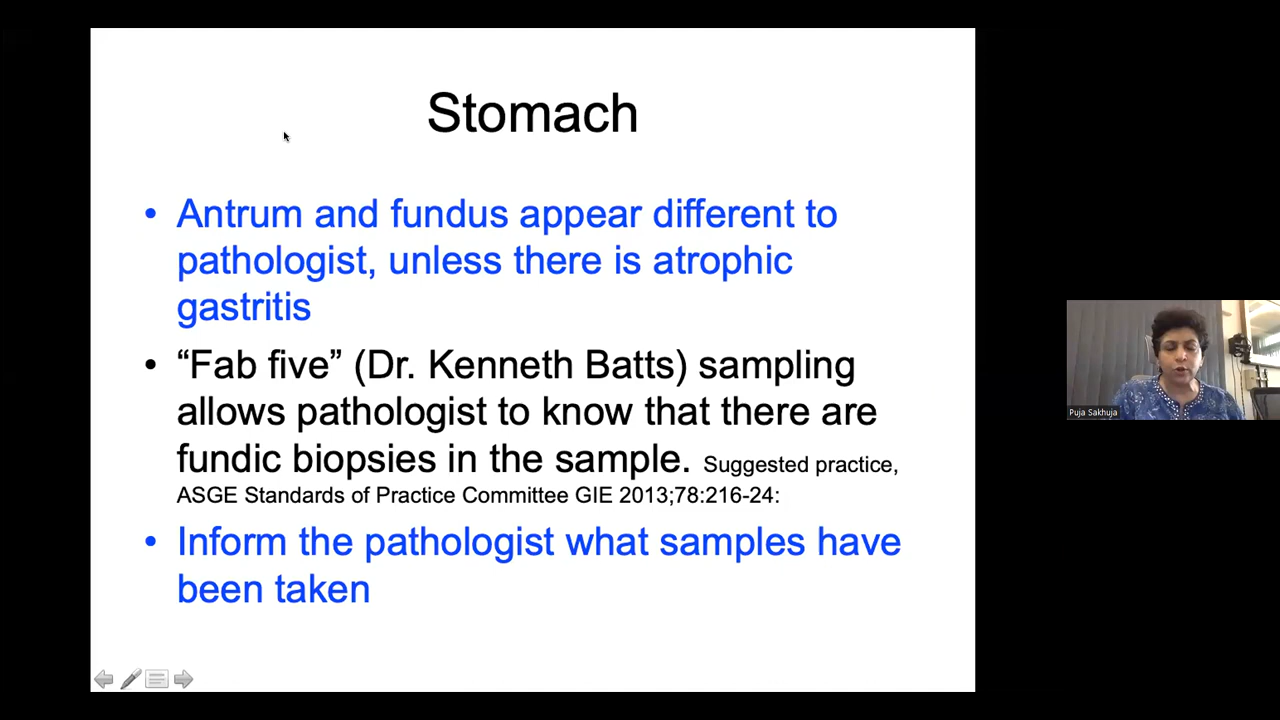 Stomach
• Antrum and fundus appear different to
pathologist, unless there is atrophic
gastritis
• “Fab five” (Dr. Kenneth Batts) sampling
allows pathologist to know that there are
fundic biopsies in the sample. Suggested practice,
ASGE Standards of Practice Committee GIE 2013;78:216-24:
• Inform the pathologist what samples have
been taken
Puja Sakhuja